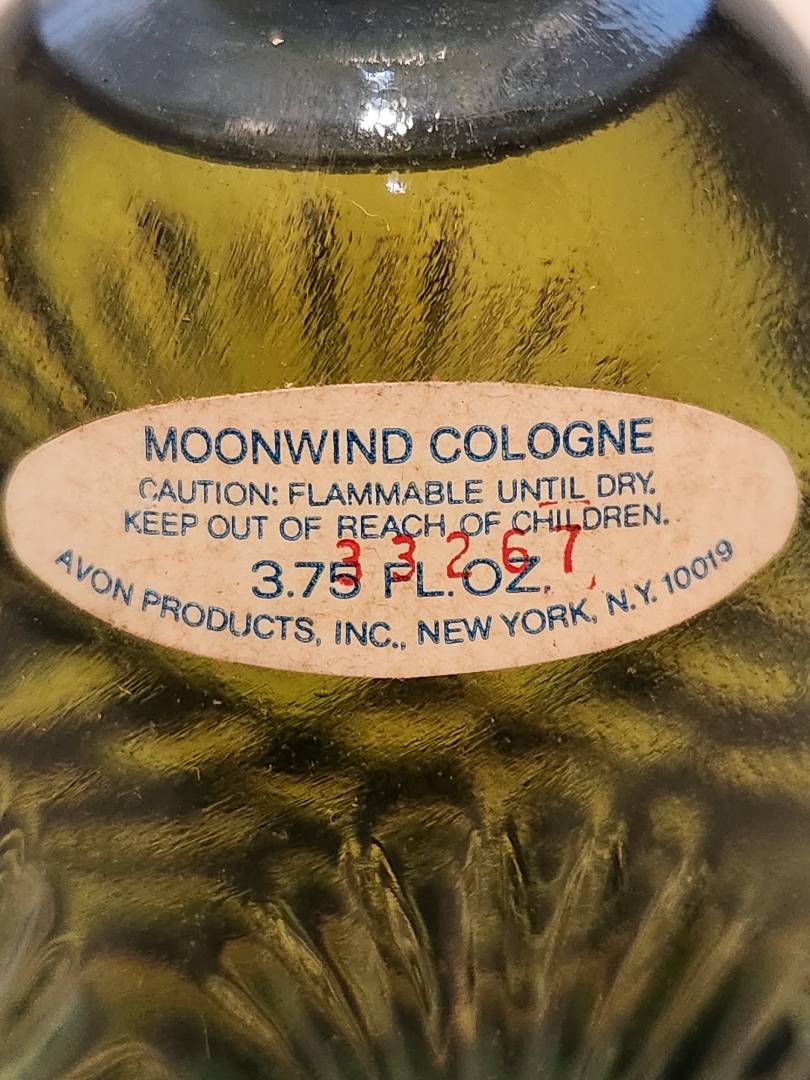 MOONWIND COLOGNE
CAUTION: FLAMMABLE UNTIL DRY.
KEEP OUT OF REACH OF CHILDREN.
33267
3.75 FL. OZ.
AVON PRODUCTS, INC., NEW YORK, N.Y. 10019